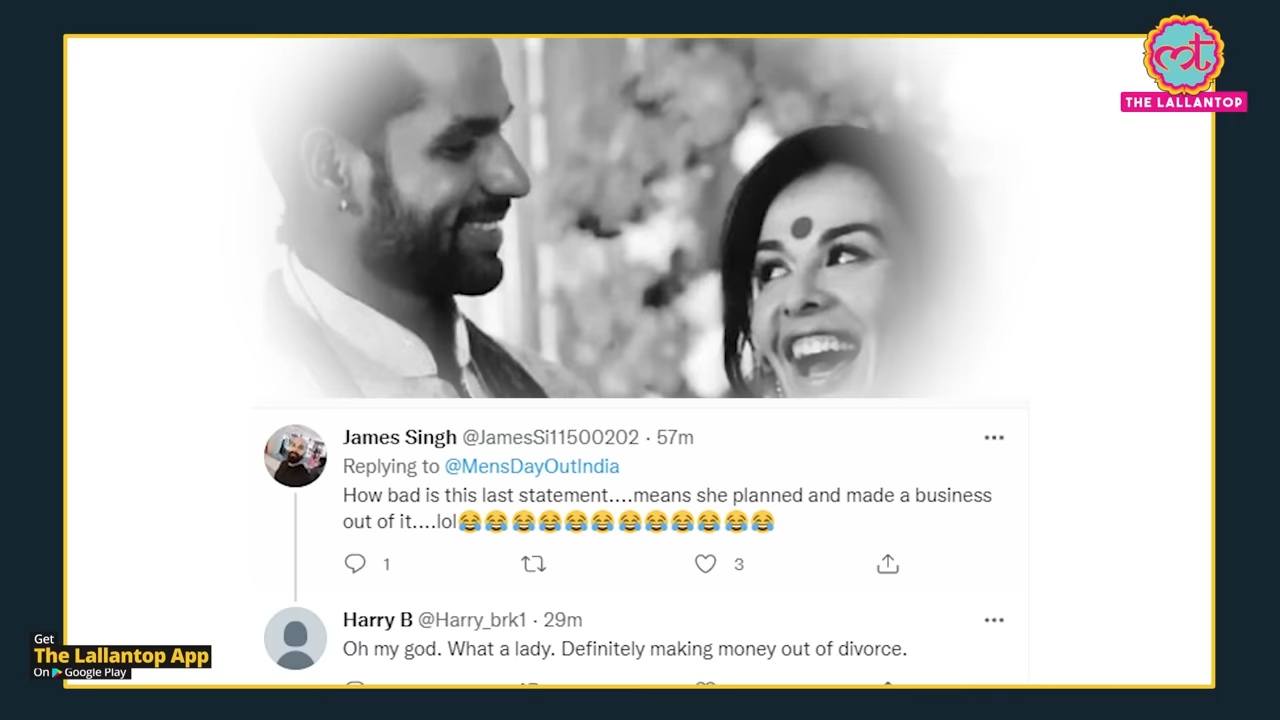 मत
THE LALLANTOP
James Singh @JamesSi11500202 · 57m
Replying to @MensDayOutIndia
How bad is this last statement....means she planned and made a business
out of it....lol😂😂😂😂😂😂😂😂😂😂😂😂
1 3
Harry B @Harry_brk1 · 29m
Oh my god. What a lady. Definitely making money out of divorce.
Get
The Lallantop App
On Google Play